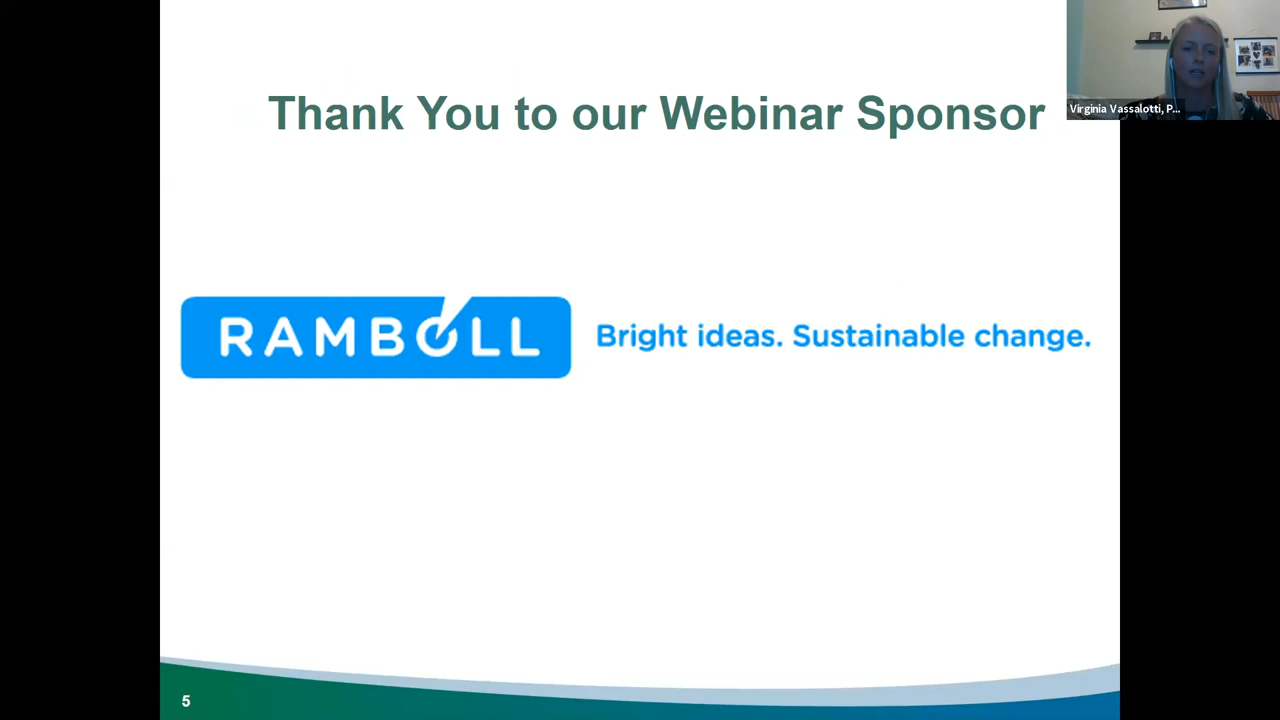 Thank You to our Webinar Sponsor
Virginia Vassalotti, P...
RAMBOLL
Bright ideas. Sustainable change.
5